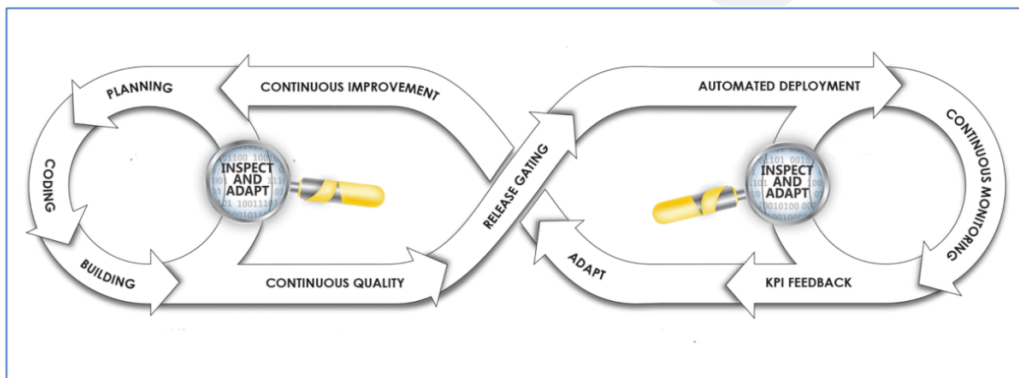 PLANNING
CONTINUOUS IMPROVEMENT
CODING
INSPECT
AND
ADAPT
BUILDING
CONTINUOUS QUALITY
RELEASE GATING
AUTOMATED DEPLOYMENT
CONTINUOUS MONITORING
INSPECT
AND
ADAPT
ADAPT
KPI FEEDBACK